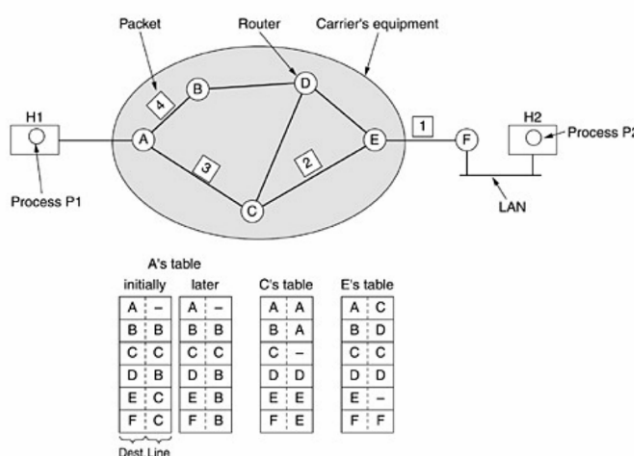 Packet Router Carrier's equipment
B D
4
H1 1 H2
A E F Process P2
3 2
Process P1 LAN
C
A's table
initially later C's table E's table
A – A – A A A C
B B B B B A B D
C C C C C – C C
D B D B D D D D
E C E B E E E –
F C F B F E F F
Dest. Line